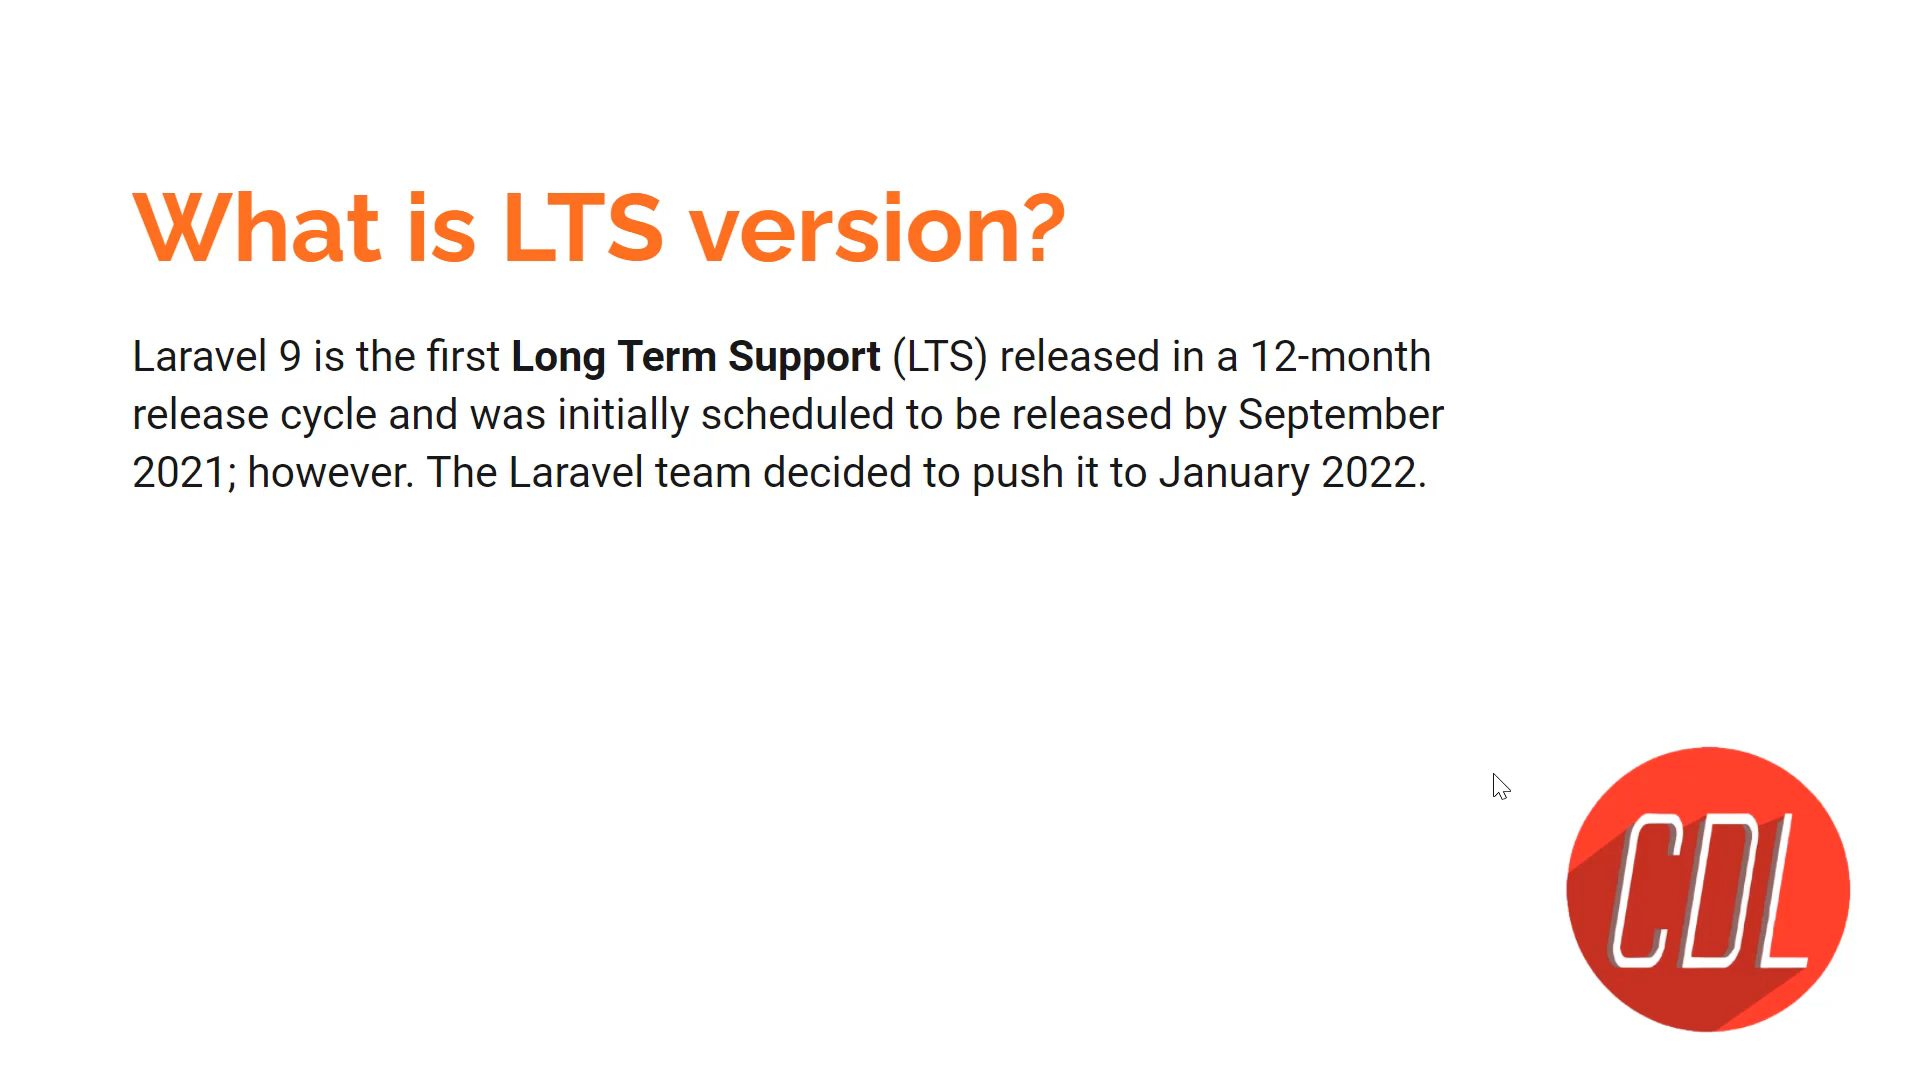 What is LTS version?
Laravel 9 is the first Long Term Support (LTS) released in a 12-month
release cycle and was initially scheduled to be released by September
2021; however. The Laravel team decided to push it to January 2022.
CDL